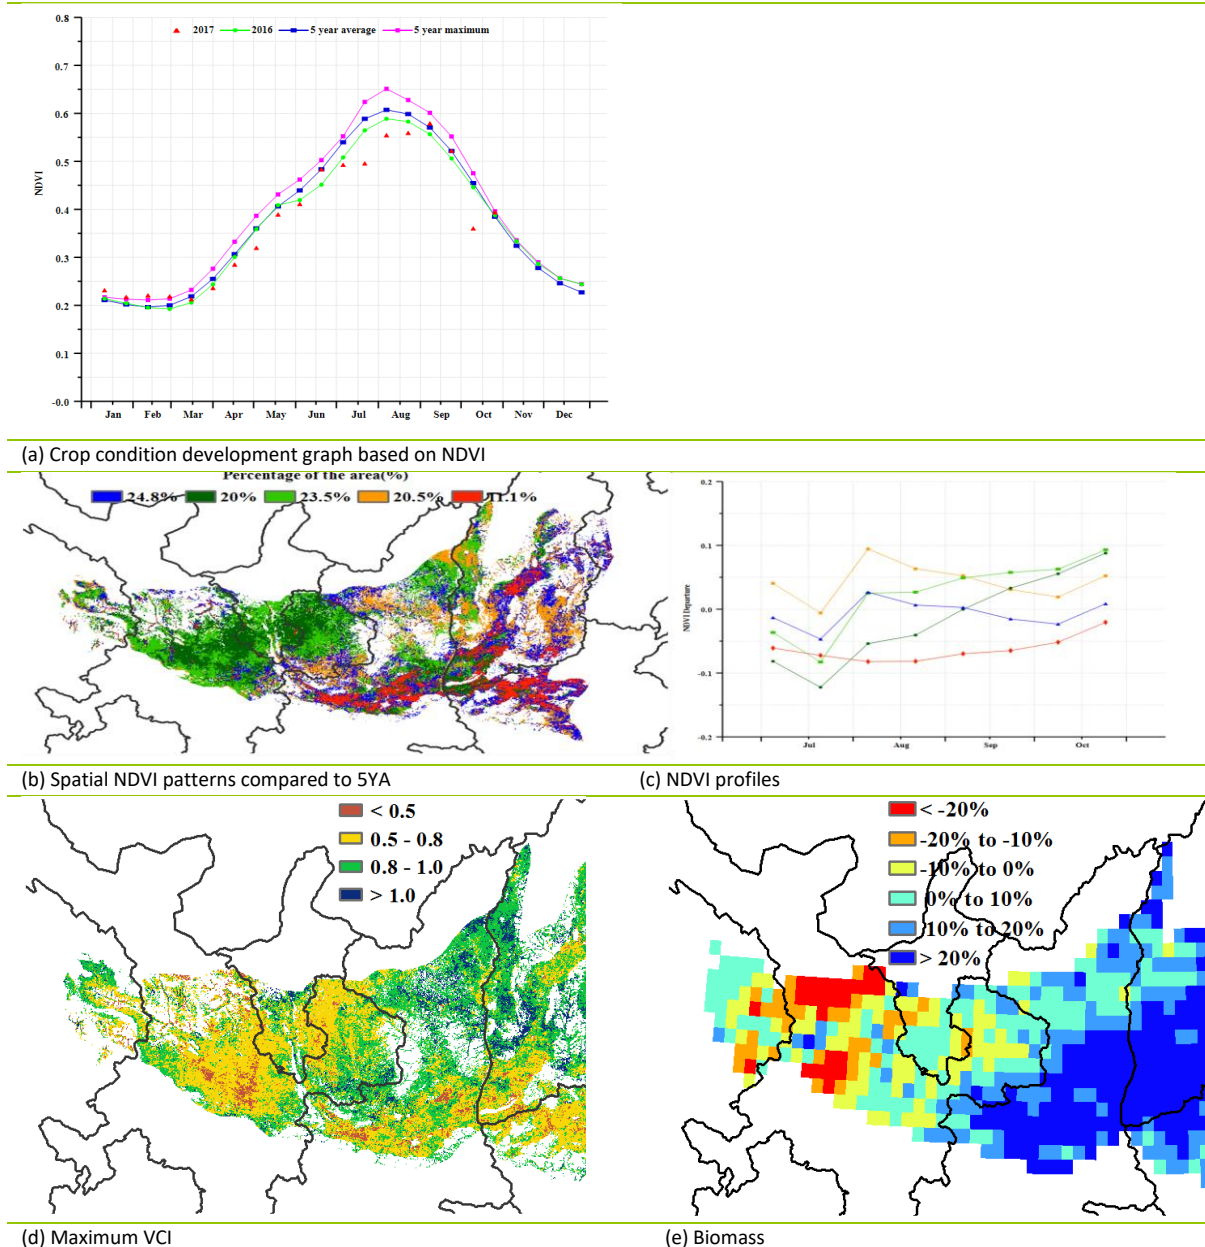 0.8
2017 2016 5 year average 5 year maximum
0.7
0.6
0.5
NDVI
0.4
0.3
0.2
0.1
-0.0
Jan Feb Mar Apr May Jun Jul Aug Sep Oct Nov Dec
(a) Crop condition development graph based on NDVI
Percentage of the area(%)
24.8% 20% 23.5% 20.5% 11.1%
0.2
0.1
NDVI Departure
0.0
-0.1
-0.2
Jul Aug Sep Oct
(b) Spatial NDVI patterns compared to 5YA
(c) NDVI profiles
< 0.5
0.5 - 0.8
0.8 - 1.0
> 1.0
< -20%
-20% to -10%
-10% to 0%
0% to 10%
10% to 20%
> 20%
(d) Maximum VCI
(e) Biomass